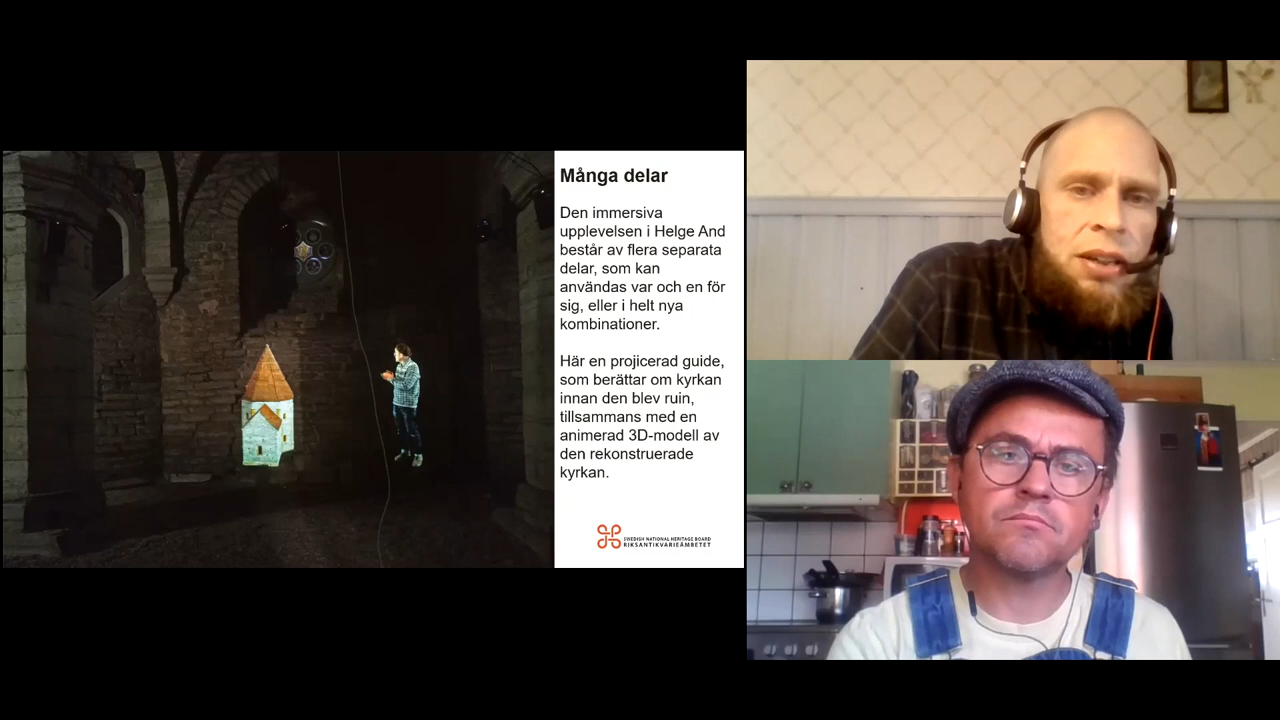 Många delar
Den immersiva
upplevelsen i Helge And
består av flera separata
delar, som kan
användas var och en för
sig, eller i helt nya
kombinationer.
Här en projicerad guide,
som berättar om kyrkan
innan den blev ruin,
tillsammans med en
animerad 3D-modell av
den rekonstruerade
kyrkan.
SWEDISH NATIONAL HERITAGE BOARD
RIKSANTIKVARIEÄMBETET